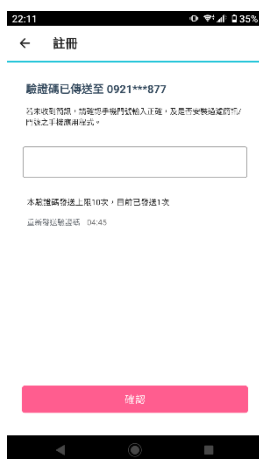 22:11
35%
註冊
驗證碼已傳送至 0921***877
若未收到簡訊，請確認手機門號輸入正確，及是否安裝過濾簡訊/
門號之手機應用程式。
本驗證碼發送上限10次，目前已發送1次
重新發送驗證碼 04:45
確認